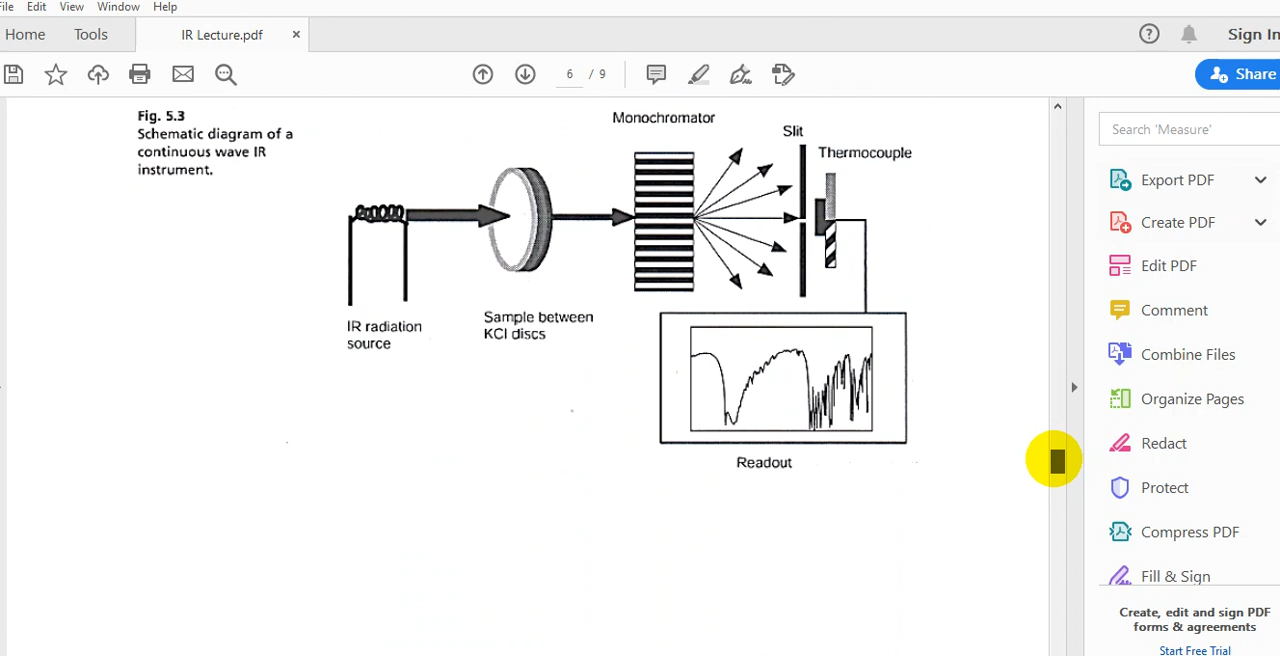 File Edit View Window Help
Home Tools IR Lecture.pdf × ? Sign In
6 / 9 Share
Fig. 5.3
Schematic diagram of a
continuous wave IR
instrument.
Monochromator
Slit
Thermocouple
IR radiation
source
Sample between
KCl discs
Readout
Search 'Measure'
Export PDF
Create PDF
Edit PDF
Comment
Combine Files
Organize Pages
Redact
Protect
Compress PDF
Fill & Sign
Create, edit and sign PDF
forms & agreements
Start Free Trial